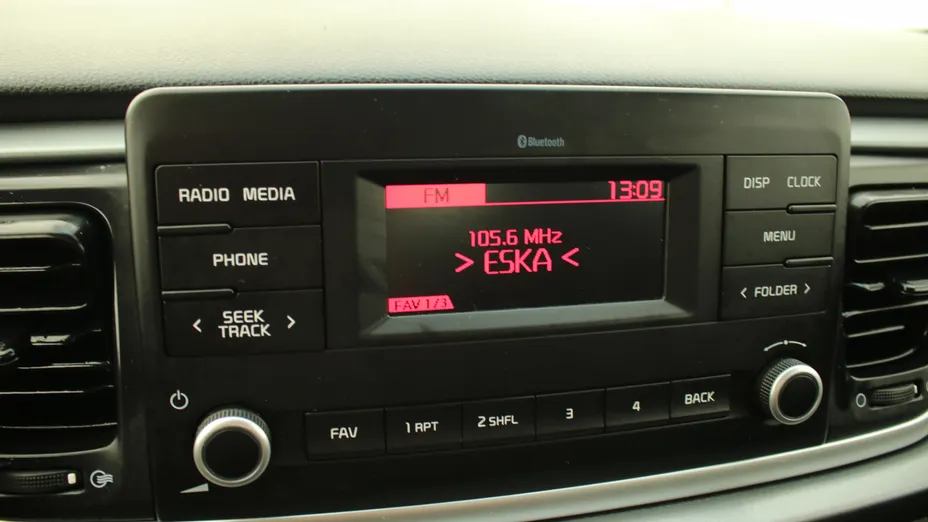 Bluetooth
RADIO MEDIA
PHONE
< SEEK >
TRACK
FM 13:09
105.6 MHz
> ESKA <
FAV 1/3
DISP CLOCK
MENU
< FOLDER >
FAV 1 RPT 2 SHFL 3 4 BACK